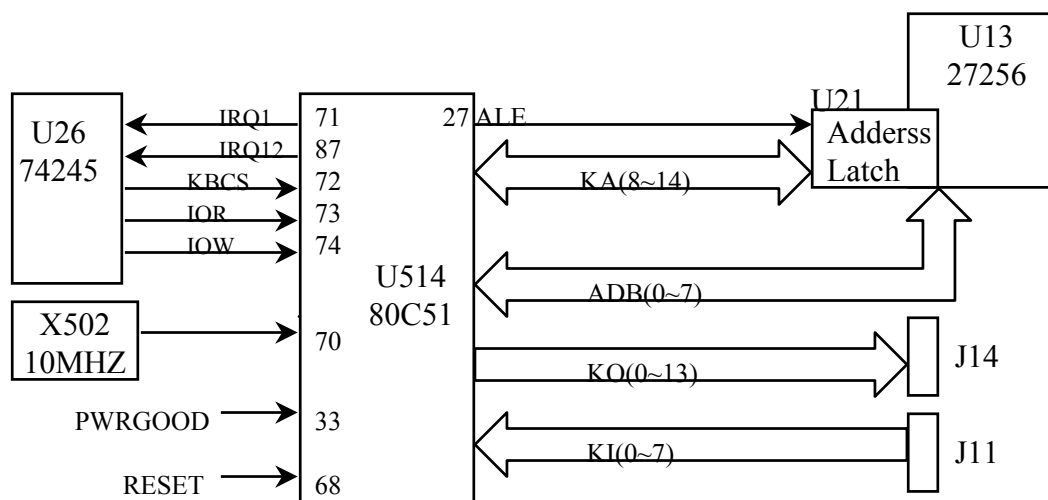 U13
27256
U21
Adderss
Latch
U26
74245
IRQ1
IRQ12
KBCS
IOR
IOW
71
87
72
73
74
27
ALE
KA(8~14)
U514
80C51
ADB(0~7)
X502
10MHZ
70
KO(0~13)
J14
PWRGOOD
33
KI(0~7)
J11
RESET
68